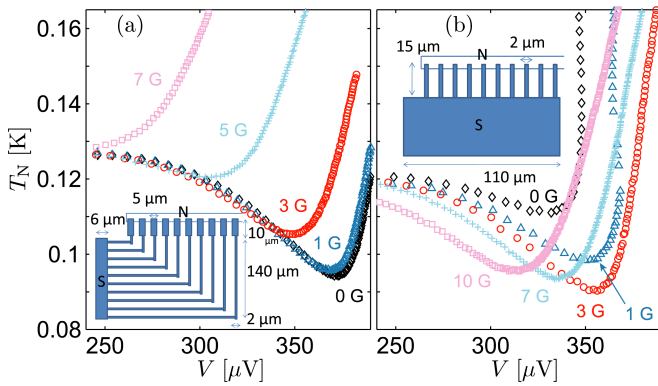 0.16
0.14
0.12
0.1
0.08
T_N [K]
(a)
7 G
5 G
3 G
1 G
0 G
5 μm
N
6 μm
S
10 μm
140 μm
2 μm
250
300
350
V [μV]
(b)
15 μm
N
2 μm
S
110 μm
0 G
10 G
7 G
3 G
1 G
250
300
350
V [μV]